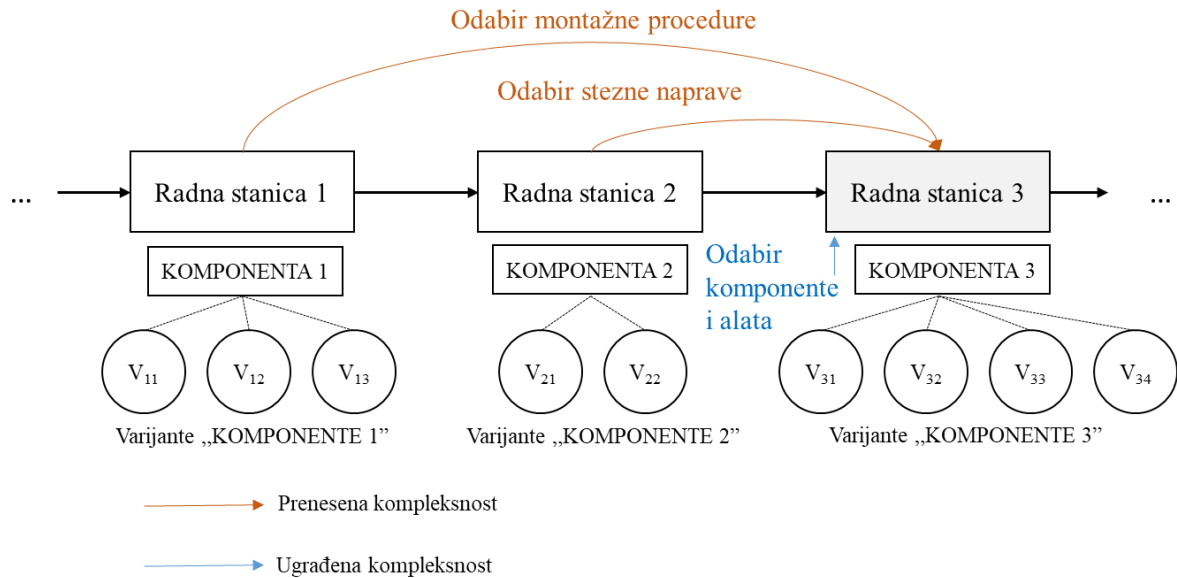 Odabir montažne procedure
Odabir stezne naprave
...
Radna stanica 1
Radna stanica 2
Radna stanica 3
...
KOMPONENTA 1
KOMPONENTA 2
Odabir
komponente
i alata
KOMPONENTA 3
V₁₁
V₁₂
V₁₃
V₂₁
V₂₂
V₃₁
V₃₂
V₃₃
V₃₄
Varijante ,,KOMPONENTE 1”
Varijante ,,KOMPONENTE 2”
Varijante ,,KOMPONENTE 3”
Prenesena kompleksnost
Ugrađena kompleksnost